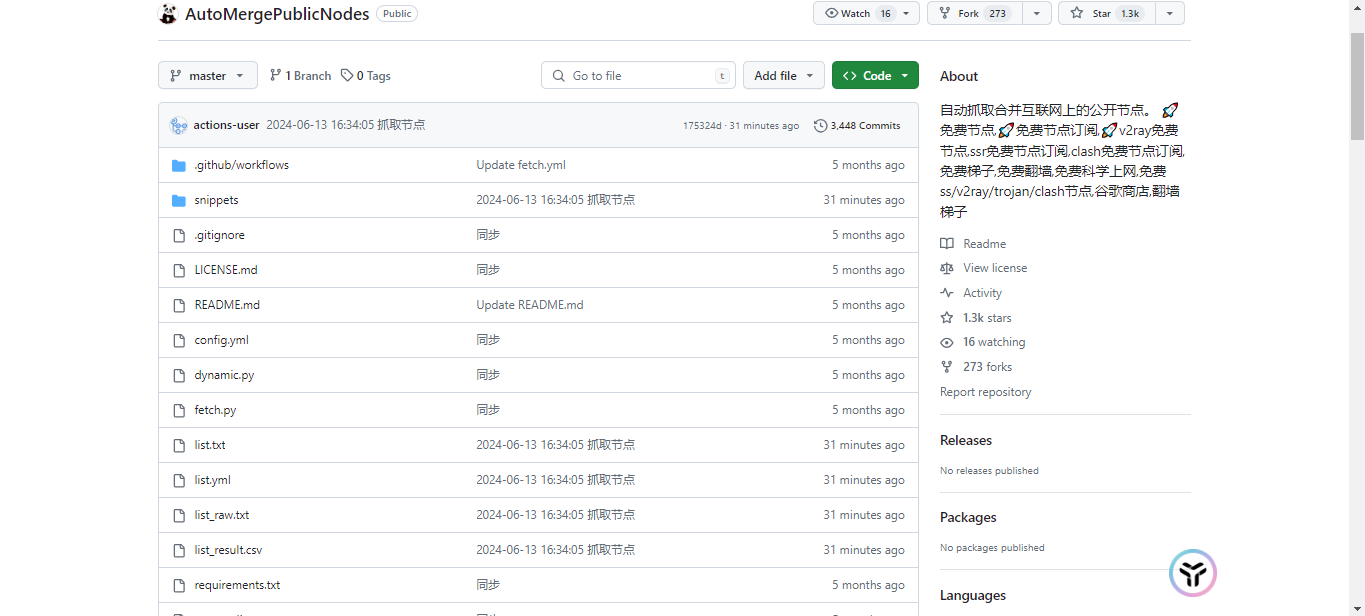 AutoMergePublicNodes Public Watch 16 Fork 273 Star 1.3k
master 1 Branch 0 Tags Go to file t Add file Code
actions-user 2024-06-13 16:34:05 抓取节点 175324d · 31 minutes ago 3,448 Commits
.github/workflows Update fetch.yml 5 months ago
snippets 2024-06-13 16:34:05 抓取节点 31 minutes ago
.gitignore 同步 5 months ago
LICENSE.md 同步 5 months ago
README.md Update README.md 5 months ago
config.yml 同步 5 months ago
dynamic.py 同步 5 months ago
fetch.py 同步 5 months ago
list.txt 2024-06-13 16:34:05 抓取节点 31 minutes ago
list.yml 2024-06-13 16:34:05 抓取节点 31 minutes ago
list_raw.txt 2024-06-13 16:34:05 抓取节点 31 minutes ago
list_result.csv 2024-06-13 16:34:05 抓取节点 31 minutes ago
requirements.txt 同步 5 months ago
About
自动抓取合并互联网上的公开节点。 🚀
免费节点,🚀免费节点订阅,🚀v2ray免费
节点,ssr免费节点订阅,clash免费节点订阅,
免费梯子,免费翻墙,免费科学上网,免费
ss/v2ray/trojan/clash节点,谷歌商店,翻墙
梯子
Readme
View license
Activity
1.3k stars
16 watching
273 forks
Report repository
Releases
No releases published
Packages
No packages published
Languages